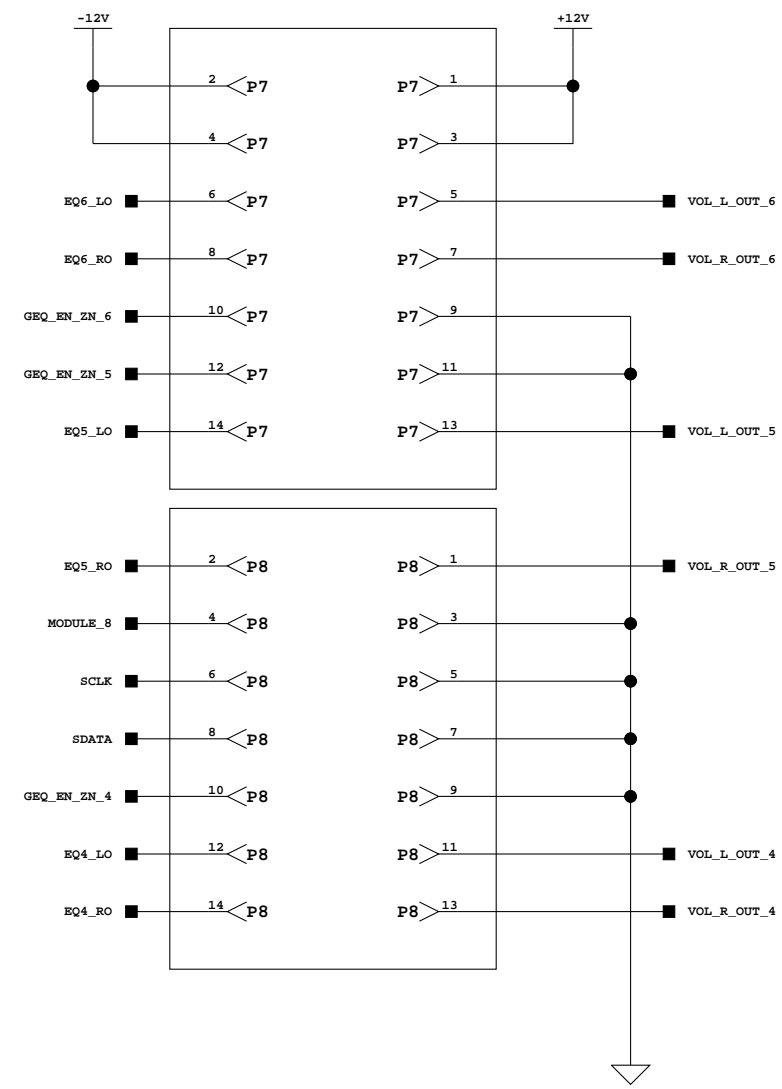 -12V +12V
2 P7 P7 1
4 P7 P7 3
EQ6_LO 6 P7 P7 5 VOL_L_OUT_6
EQ6_RO 8 P7 P7 7 VOL_R_OUT_6
GEQ_EN_ZN_6 10 P7 P7 9
GEQ_EN_ZN_5 12 P7 P7 11
EQ5_LO 14 P7 P7 13 VOL_L_OUT_5
EQ5_RO 2 P8 P8 1 VOL_R_OUT_5
MODULE_8 4 P8 P8 3
SCLK 6 P8 P8 5
SDATA 8 P8 P8 7
GEQ_EN_ZN_4 10 P8 P8 9
EQ4_LO 12 P8 P8 11 VOL_L_OUT_4
EQ4_RO 14 P8 P8 13 VOL_R_OUT_4